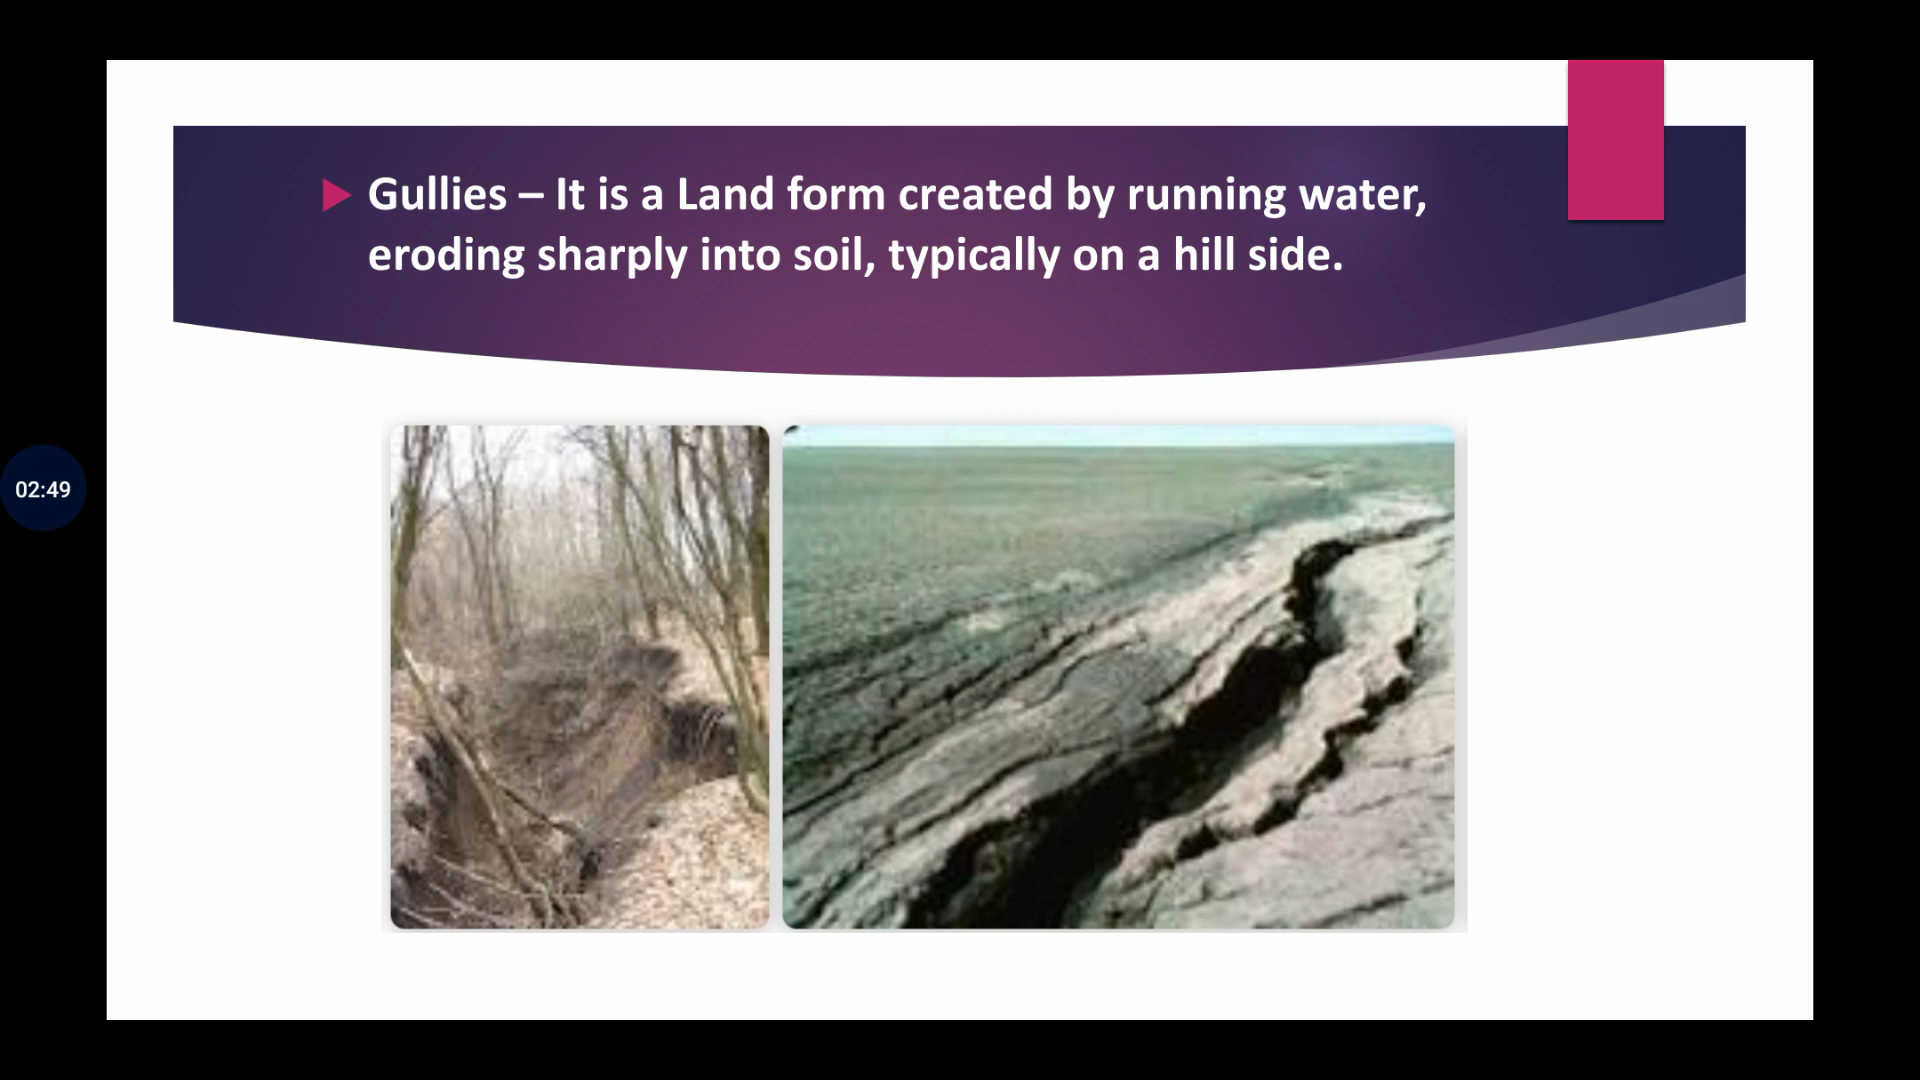 Gullies – It is a Land form created by running water,
eroding sharply into soil, typically on a hill side.
02:49